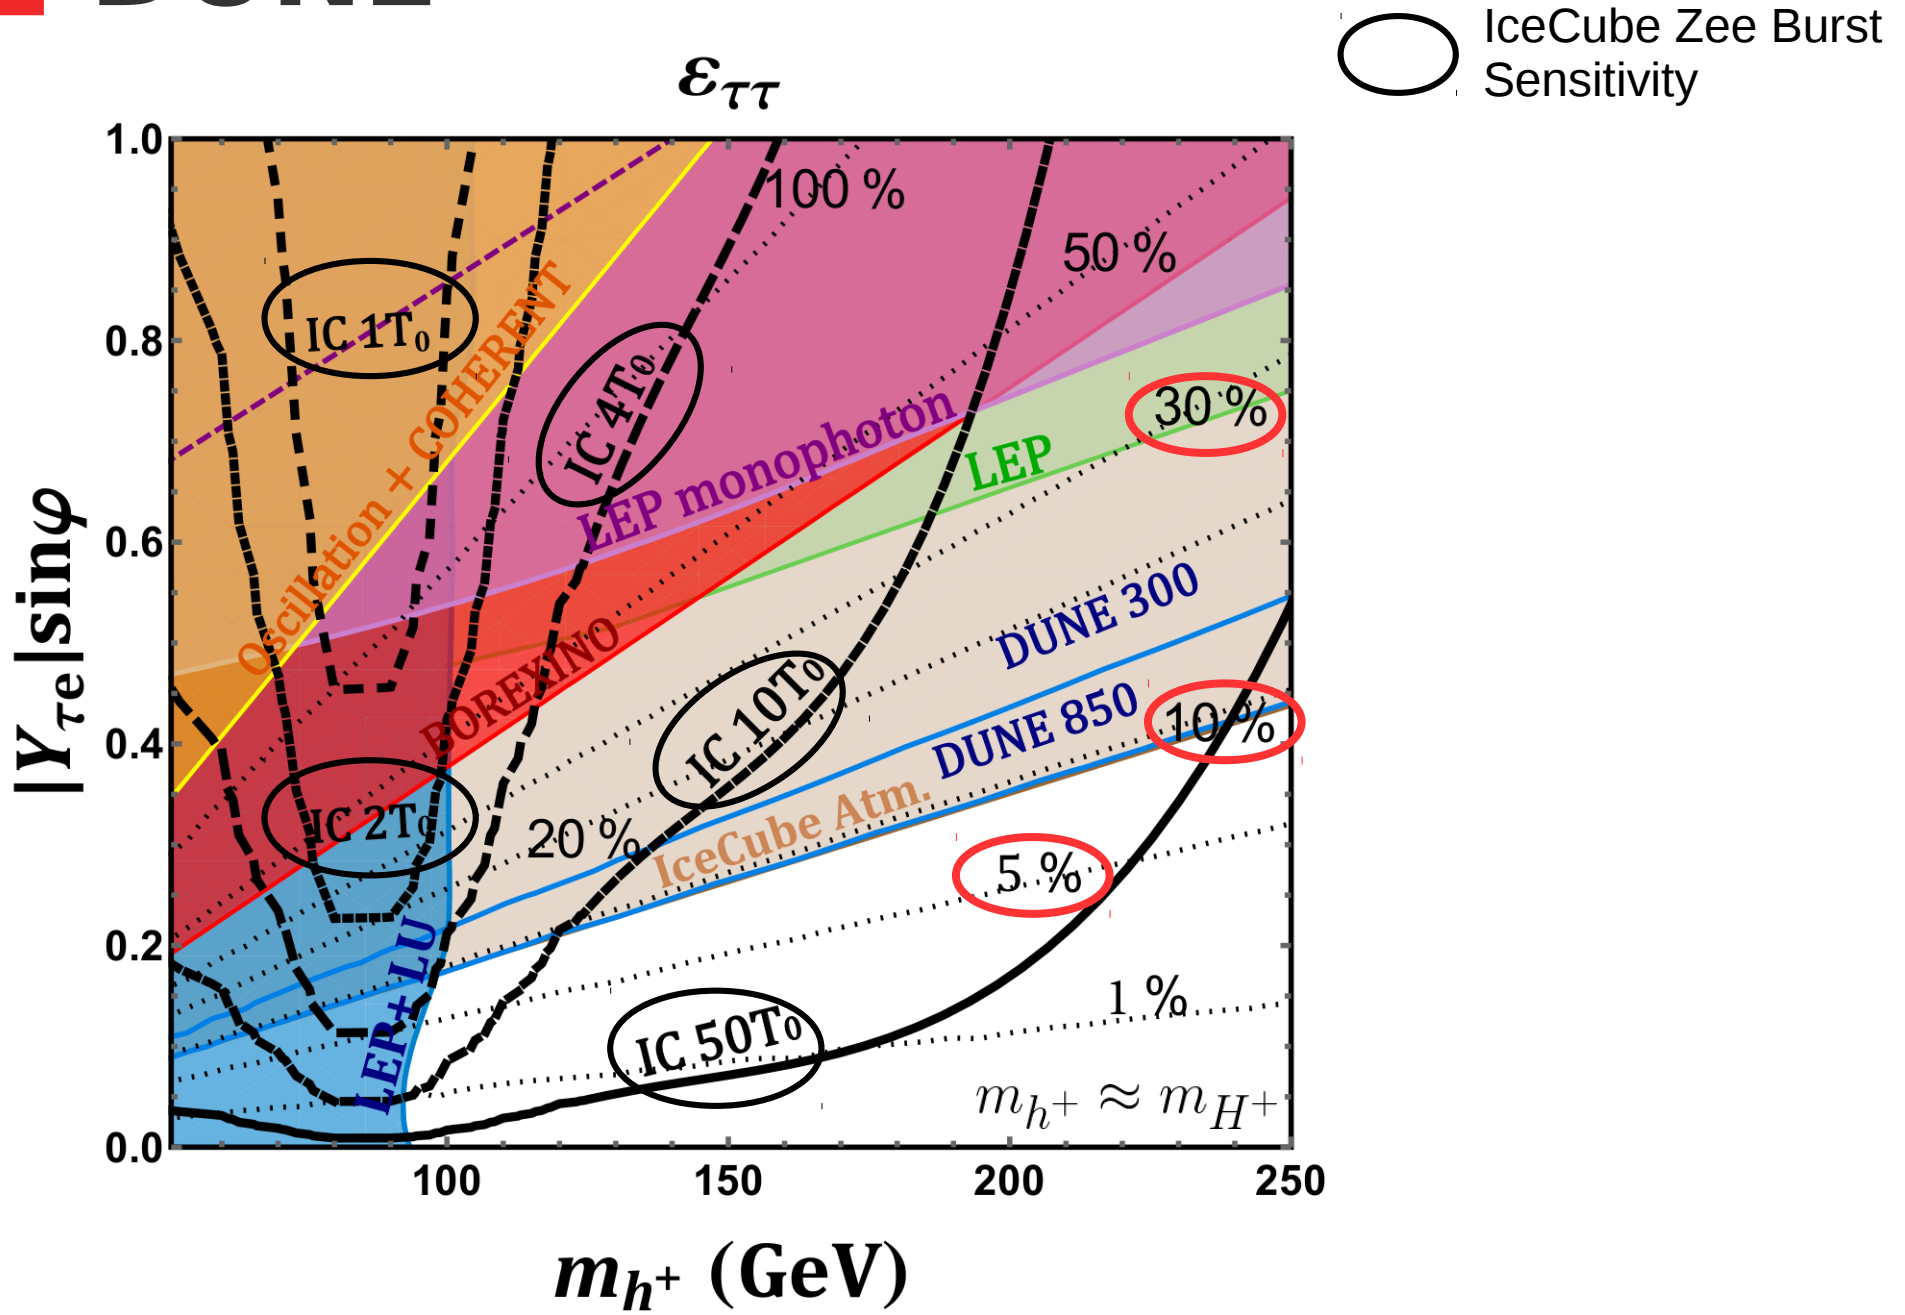 DUNE
IceCube Zee Burst
Sensitivity
ε_ττ
1.0
0.8
0.6
0.4
0.2
0.0
100
150
200
250
|Y_τe|sinφ
m_h⁺ (GeV)
100 %
50 %
30 %
20 %
10 %
5 %
1 %
IC 1T₀
IC 4T₀
IC 2T₀
IC 10T₀
IC 50T₀
Oscillation + COHERENT
LEP monophoton
LEP
BOREXINO
DUNE 300
DUNE 850
IceCube Atm.
LEP+ LU
m_h⁺ ≈ m_H⁺